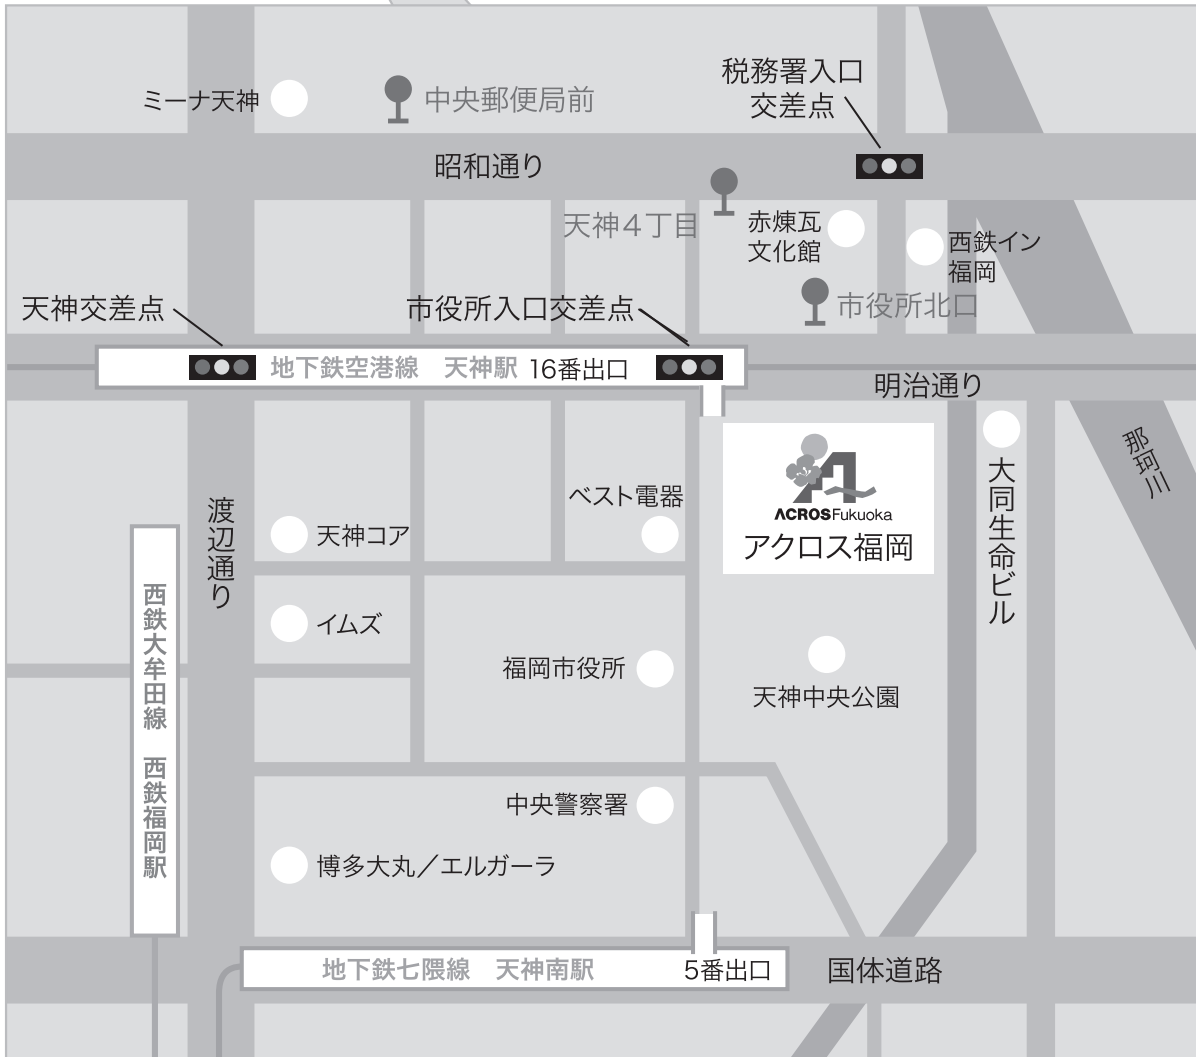 税務署入口
交差点
ミーナ天神
中央郵便局前
昭和通り
天神4丁目
赤煉瓦
文化館
西鉄イン
福岡
市役所北口
天神交差点
市役所入口交差点
地下鉄空港線 天神駅 16番出口
明治通り
那珂川
大同生命ビル
ACROS Fukuoka
アクロス福岡
ベスト電器
渡辺通り
天神コア
西鉄大牟田線 西鉄福岡駅
イムズ
福岡市役所
天神中央公園
中央警察署
博多大丸／エルガーラ
地下鉄七隈線 天神南駅 5番出口
国体道路